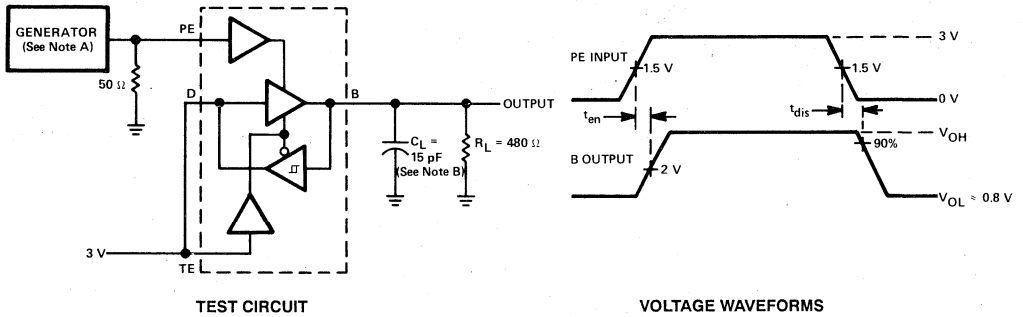 GENERATOR
(See Note A)
PE
50 Ω
D
B
OUTPUT
C_L =
15 pF
(See Note B)
R_L = 480 Ω
3 V
TE
TEST CIRCUIT
PE INPUT
3 V
1.5 V
1.5 V
0 V
t_en
t_dis
V_OH
90%
B OUTPUT
2 V
V_OL ≈ 0.8 V
VOLTAGE WAVEFORMS